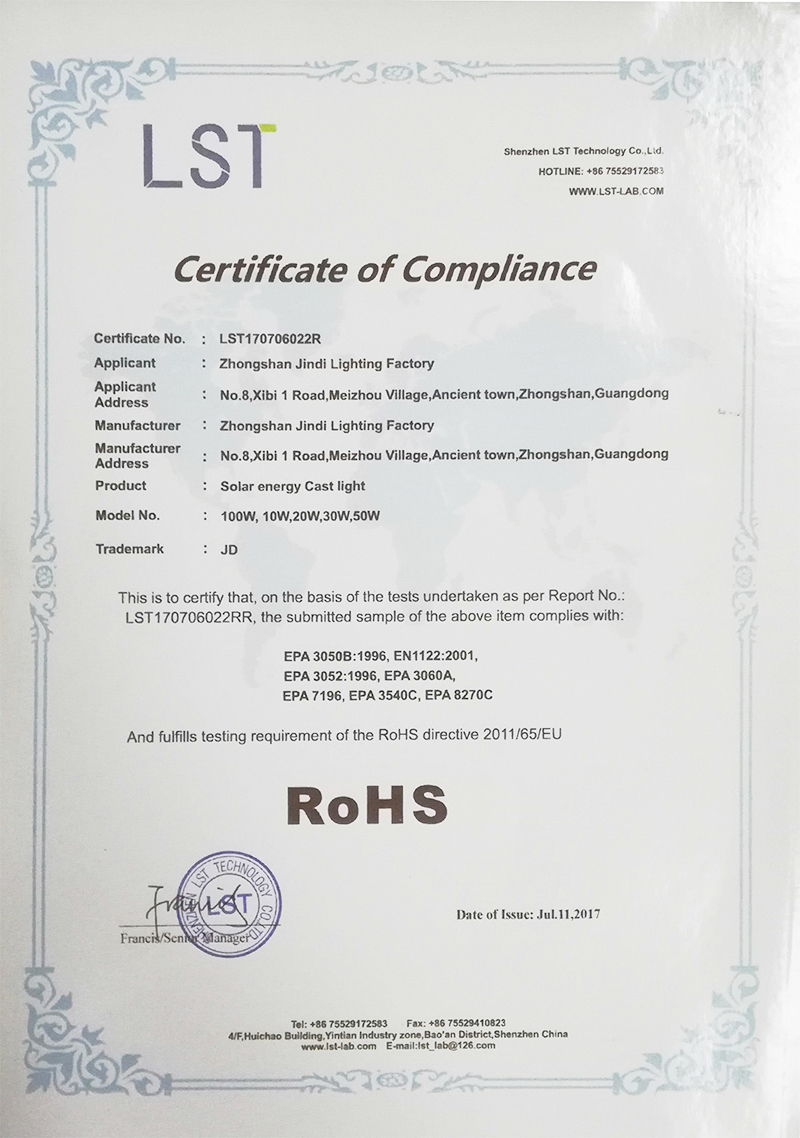 LST
Shenzhen LST Technology Co.,Ltd.
HOTLINE: +86 75529172583
WWW.LST-LAB.COM
Certificate of Compliance
Certificate No. : LST170706022R
Applicant : Zhongshan Jindi Lighting Factory
Applicant Address : No.8,Xibi 1 Road,Meizhou Village,Ancient town,Zhongshan,Guangdong
Manufacturer : Zhongshan Jindi Lighting Factory
Manufacturer Address : No.8,Xibi 1 Road,Meizhou Village,Ancient town,Zhongshan,Guangdong
Product : Solar energy Cast light
Model No. : 100W, 10W,20W,30W,50W
Trademark : JD
This is to certify that, on the basis of the tests undertaken as per Report No.:
LST170706022RR, the submitted sample of the above item complies with:
EPA 3050B:1996, EN1122:2001,
EPA 3052:1996, EPA 3060A,
EPA 7196, EPA 3540C, EPA 8270C
And fulfills testing requirement of the RoHS directive 2011/65/EU
RoHS
SHENZHEN LST TECHNOLOGY CO.,LTD.
LST
Francis
Francis/Senior Manager
Date of Issue: Jul.11,2017
Tel: +86 75529172583 Fax: +86 75529410823
4/F,Huichao Building,Yintian Industry zone,Bao'an District,Shenzhen China
www.lst-lab.com E-mail:lst_lab@126.com